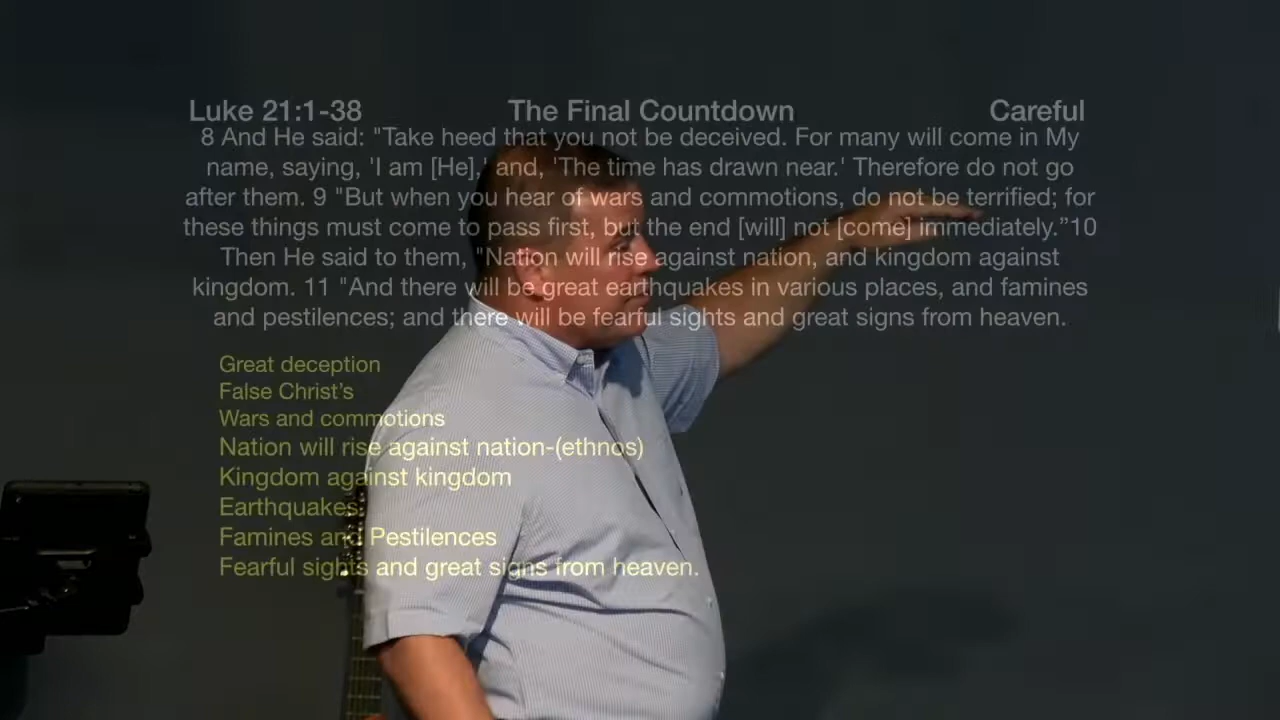 Luke 21:1-38 The Final Countdown Careful
8 And He said: "Take heed that you not be deceived. For many will come in My
name, saying, 'I am [He],' and, 'The time has drawn near.' Therefore do not go
after them. 9 "But when you hear of wars and commotions, do not be terrified; for
these things must come to pass first, but the end [will] not [come] immediately.”10
Then He said to them, "Nation will rise against nation, and kingdom against
kingdom. 11 "And there will be great earthquakes in various places, and famines
and pestilences; and there will be fearful sights and great signs from heaven.
Great deception
False Christ’s
Wars and commotions
Nation will rise against nation-(ethnos)
Kingdom against kingdom
Earthquakes
Famines and Pestilences
Fearful sights and great signs from heaven.